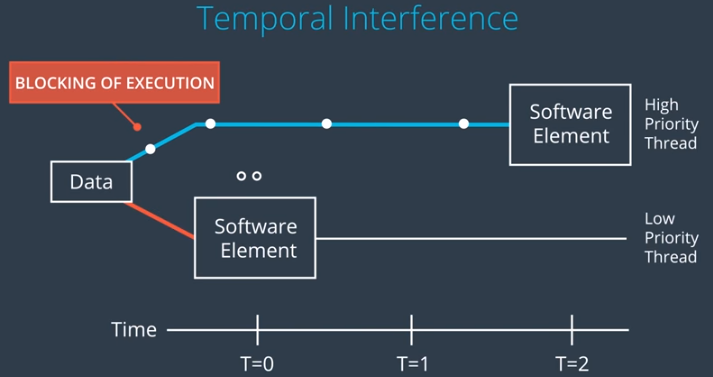 Temporal Interference
BLOCKING OF EXECUTION
Data
Software
Element
High
Priority
Thread
Software
Element
Low
Priority
Thread
Time
T=0
T=1
T=2